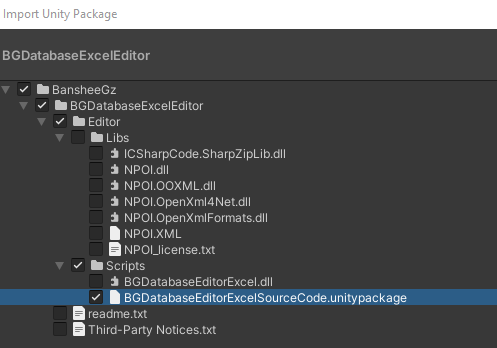 Import Unity Package
BGDatabaseExcelEditor
BansheeGz
BGDatabaseExcelEditor
Editor
Libs
ICSharpCode.SharpZipLib.dll
NPOI.dll
NPOI.OOXML.dll
NPOI.OpenXml4Net.dll
NPOI.OpenXmlFormats.dll
NPOI.XML
NPOI_license.txt
Scripts
BGDatabaseEditorExcel.dll
BGDatabaseEditorExcelSourceCode.unitypackage
readme.txt
Third-Party Notices.txt